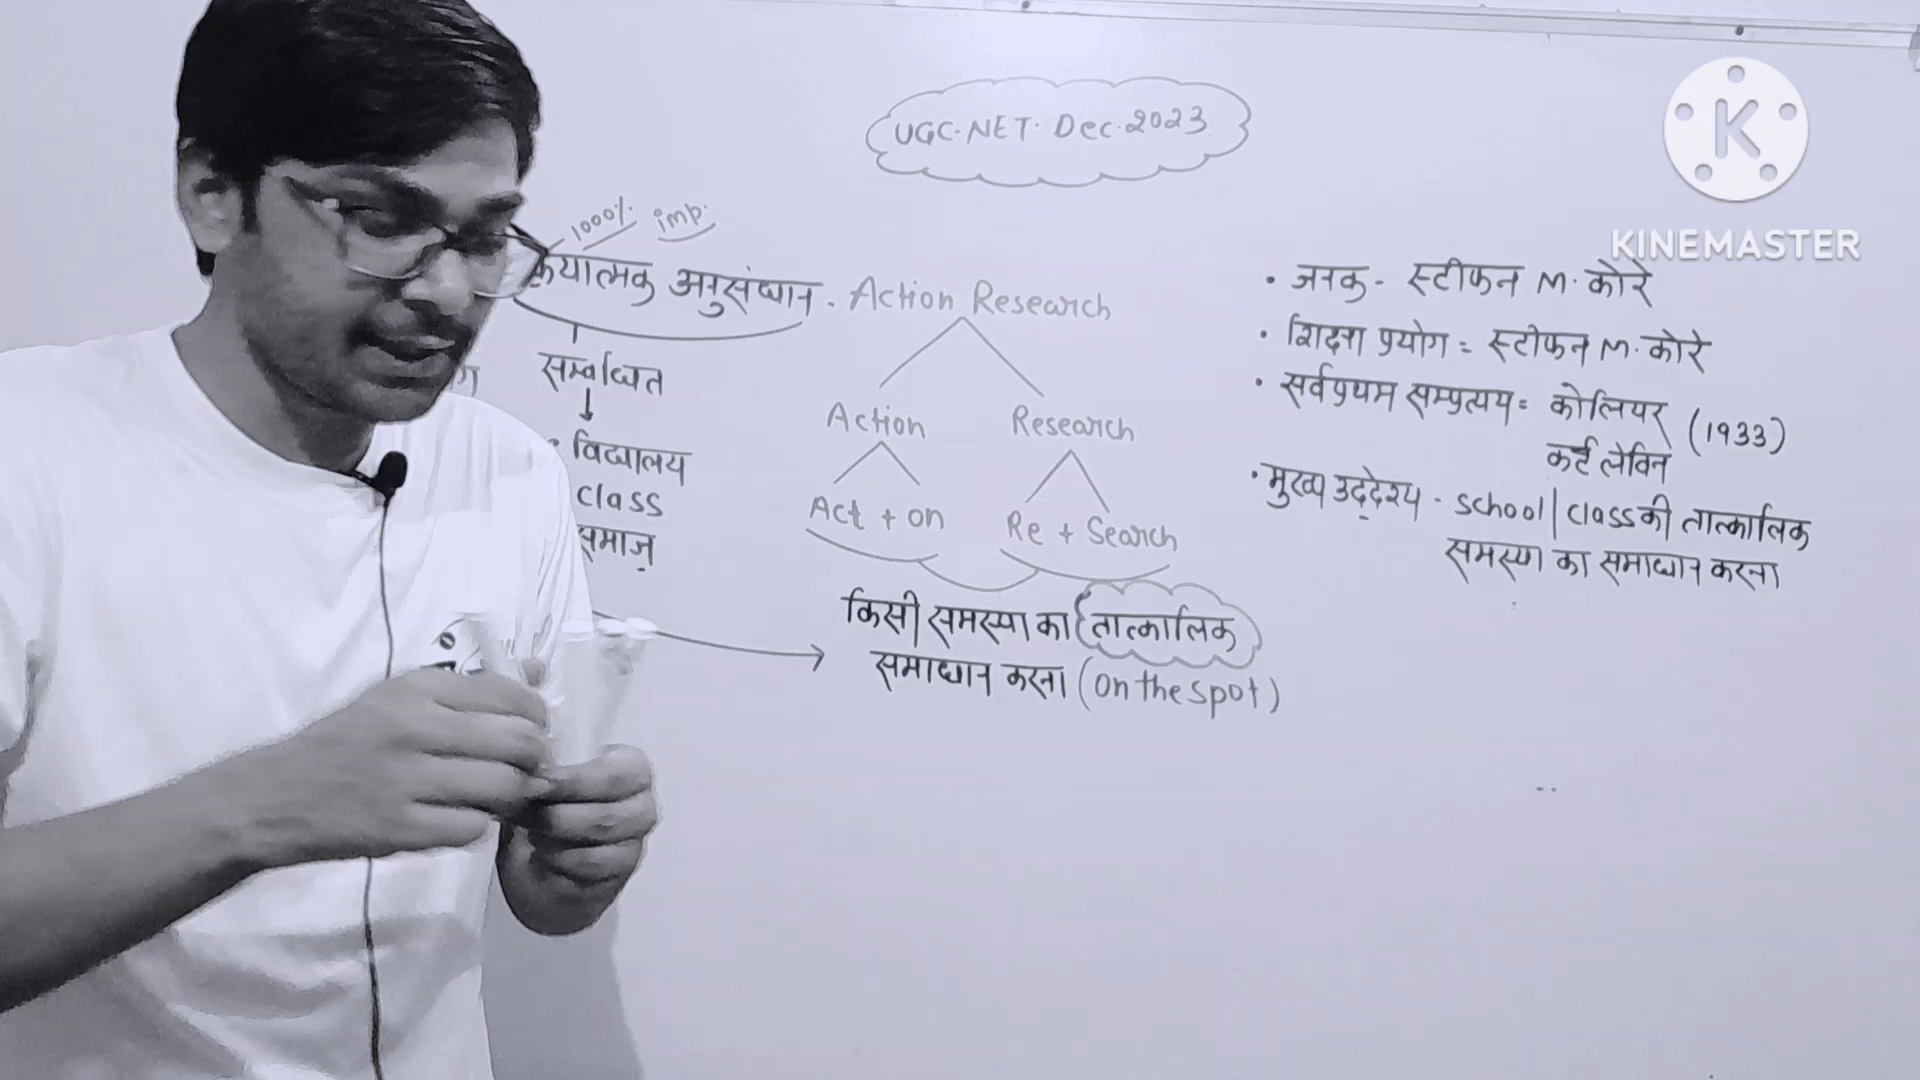 UGC-NET. Dec. 2023
1000% imp.
क्रियात्मक अनुसंधान - Action Research
सम्बन्धित
विद्यालय
class
समाज
Action Research
Act + on Re + Search
किसी समस्या का तात्कालिक
समाधान करना (on the spot)
• जनक - स्टीफन M. कोरे
• शिक्षा प्रयोग = स्टीफन M. कोरे
• सर्वप्रथम सम्प्रत्यय = कोलियर (1933)
कर्ट लेविन
• मुख्य उद्देश्य - school | class की तात्कालिक
समस्या का समाधान करना
K
KINEMASTER